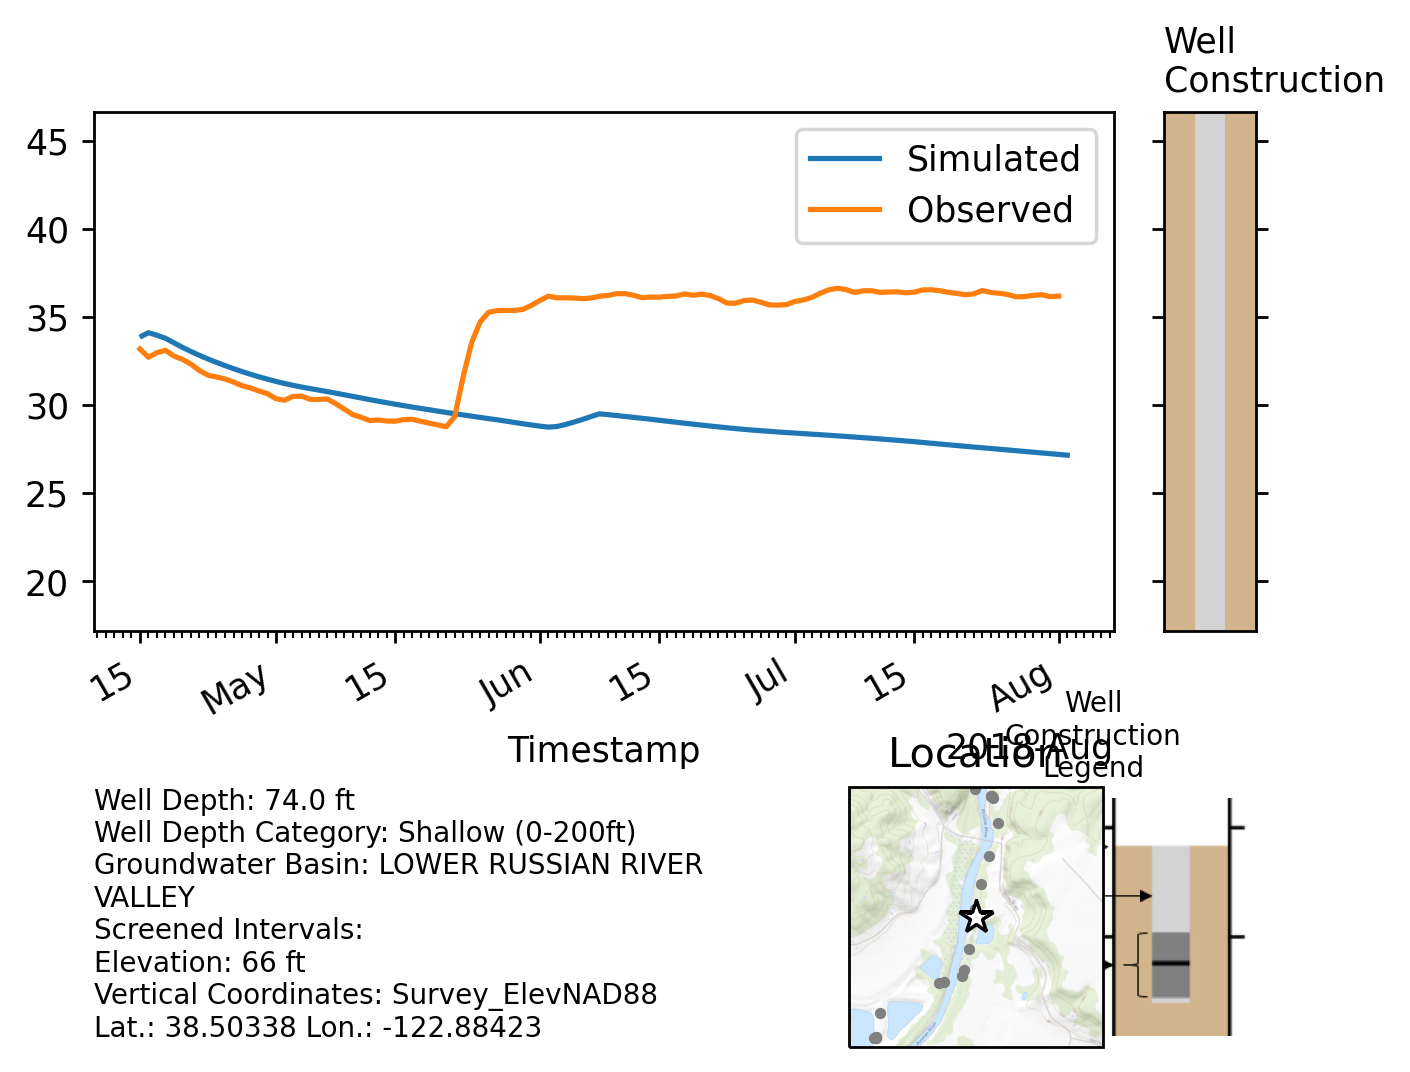 Well
Construction
45
40
35
30
25
20
Simulated
Observed
15
May
15
Jun
15
Jul
15
Aug
Timestamp
2018-Aug
Location
Well
Construction
Legend
Well Depth: 74.0 ft
Well Depth Category: Shallow (0-200ft)
Groundwater Basin: LOWER RUSSIAN RIVER
VALLEY
Screened Intervals:
Elevation: 66 ft
Vertical Coordinates: Survey_ElevNAD88
Lat.: 38.50338 Lon.: -122.88423